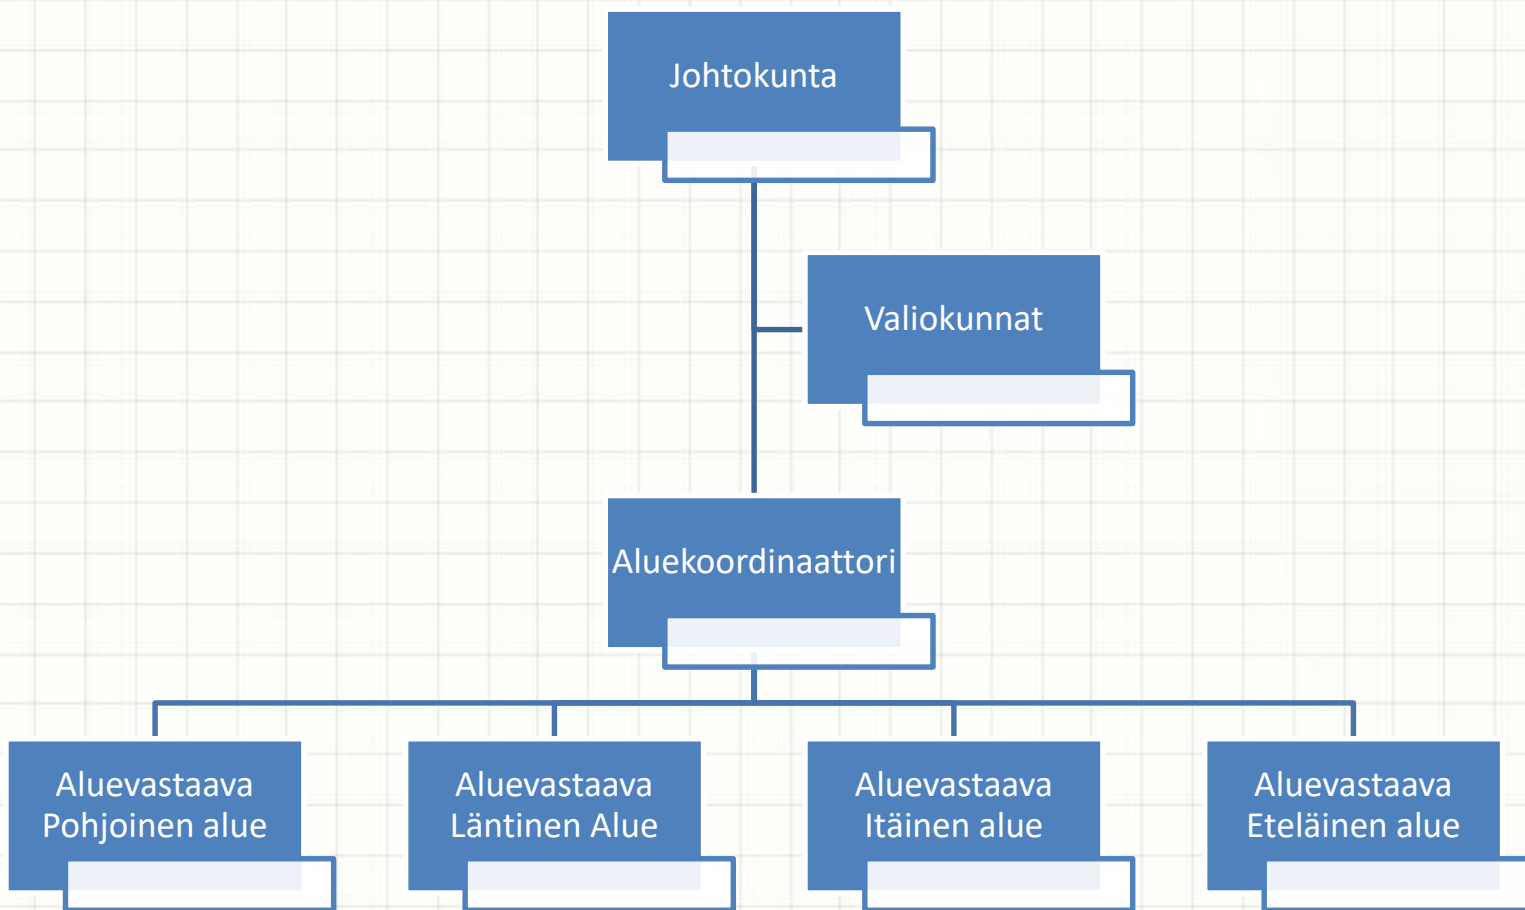 Johtokunta
Valiokunnat
Aluekoordinaattori
Aluevastaava
Pohjoinen alue
Aluevastaava
Läntinen Alue
Aluevastaava
Itäinen alue
Aluevastaava
Eteläinen alue